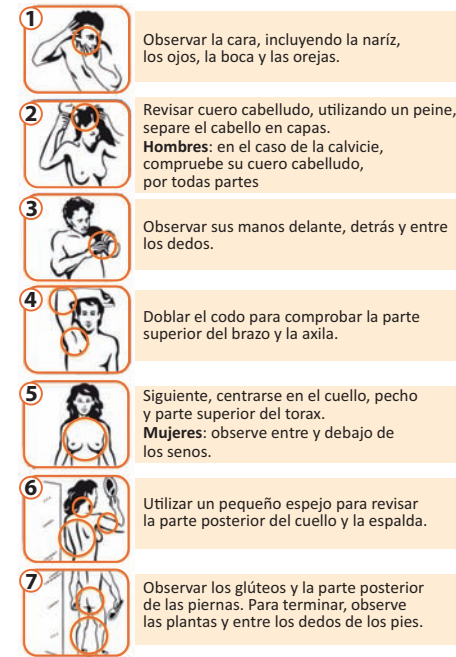 1
Observar la cara, incluyendo la naríz,
los ojos, la boca y las orejas.
2
Revisar cuero cabelludo, utilizando un peine,
separe el cabello en capas.
Hombres: en el caso de la calvicie,
compruebe su cuero cabelludo,
por todas partes
3
Observar sus manos delante, detrás y entre
los dedos.
4
Doblar el codo para comprobar la parte
superior del brazo y la axila.
5
Siguiente, centrarse en el cuello, pecho
y parte superior del torax.
Mujeres: observe entre y debajo de
los senos.
6
Utilizar un pequeño espejo para revisar
la parte posterior del cuello y la espalda.
7
Observar los glúteos y la parte posterior
de las piernas. Para terminar, observe
las plantas y entre los dedos de los pies.